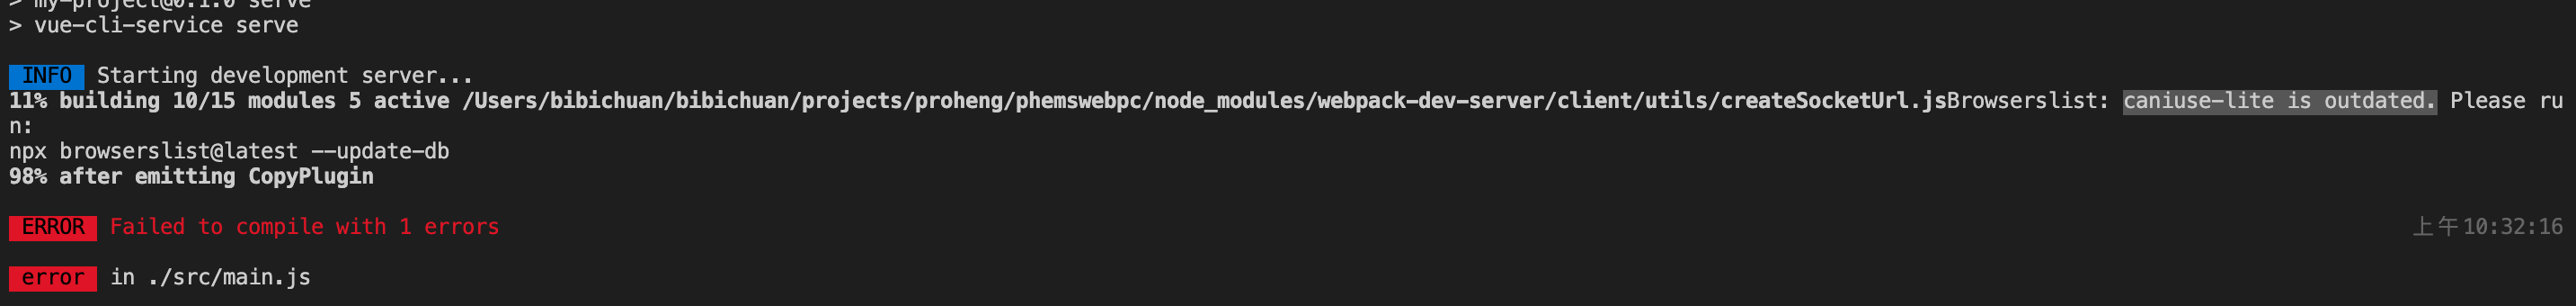 > my-project@0.1.0 serve
> vue-cli-service serve
INFO Starting development server...
11% building 10/15 modules 5 active /Users/bibichuan/bibichuan/projects/proheng/phemswebpc/node_modules/webpack-dev-server/client/utils/createSocketUrl.jsBrowserslist: caniuse-lite is outdated. Please ru
n:
npx browserslist@latest --update-db
98% after emitting CopyPlugin
ERROR Failed to compile with 1 errors 上午10:32:16
error in ./src/main.js